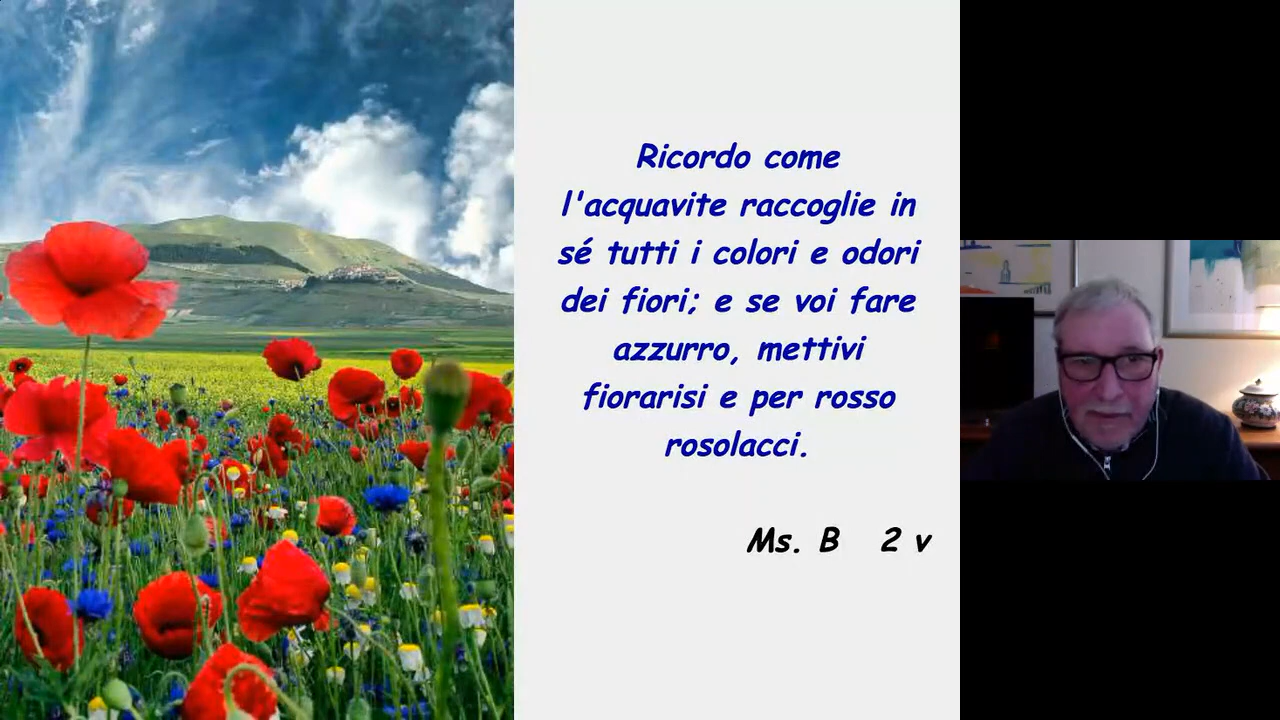 Ricordo come
l'acquavite raccoglie in
sé tutti i colori e odori
dei fiori; e se voi fare
azzurro, mettivi
fiorarisi e per rosso
rosolacci.
Ms. B 2 v